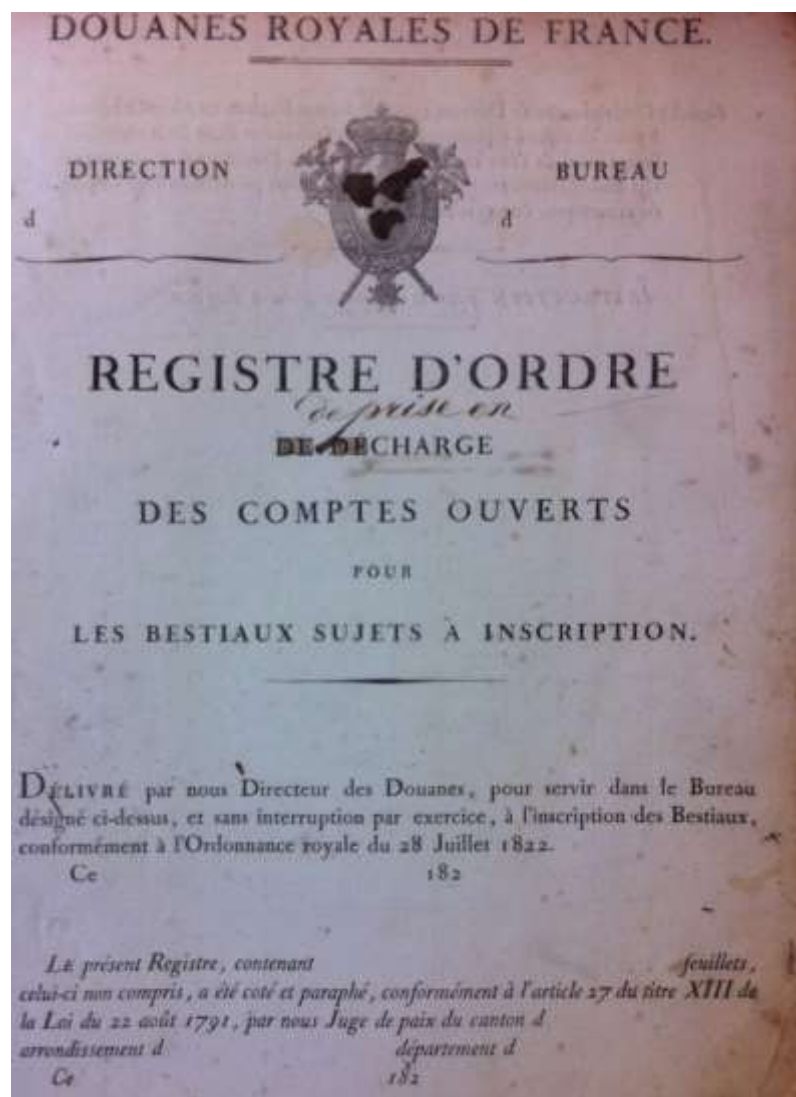 DOUANES ROYALES DE FRANCE.
DIRECTION
d
BUREAU
d
REGISTRE D'ORDRE
de prise en
DE DÉCHARGE
DES COMPTES OUVERTS
POUR
LES BESTIAUX SUJETS À INSCRIPTION.
DÉLIVRÉ par nous Directeur des Douanes, pour servir dans le Bureau
désigné ci-dessus, et sans interruption par exercice, à l'inscription des Bestiaux,
conformément à l'Ordonnance royale du 28 Juillet 1822.
Ce 182
LE présent Registre, contenant feuillets,
celui-ci non compris, a été coté et paraphé, conformément à l'article 27 du titre XIII de
la Loi du 22 août 1791, par nous Juge de paix du canton d
arrondissement d département d
Ce 182